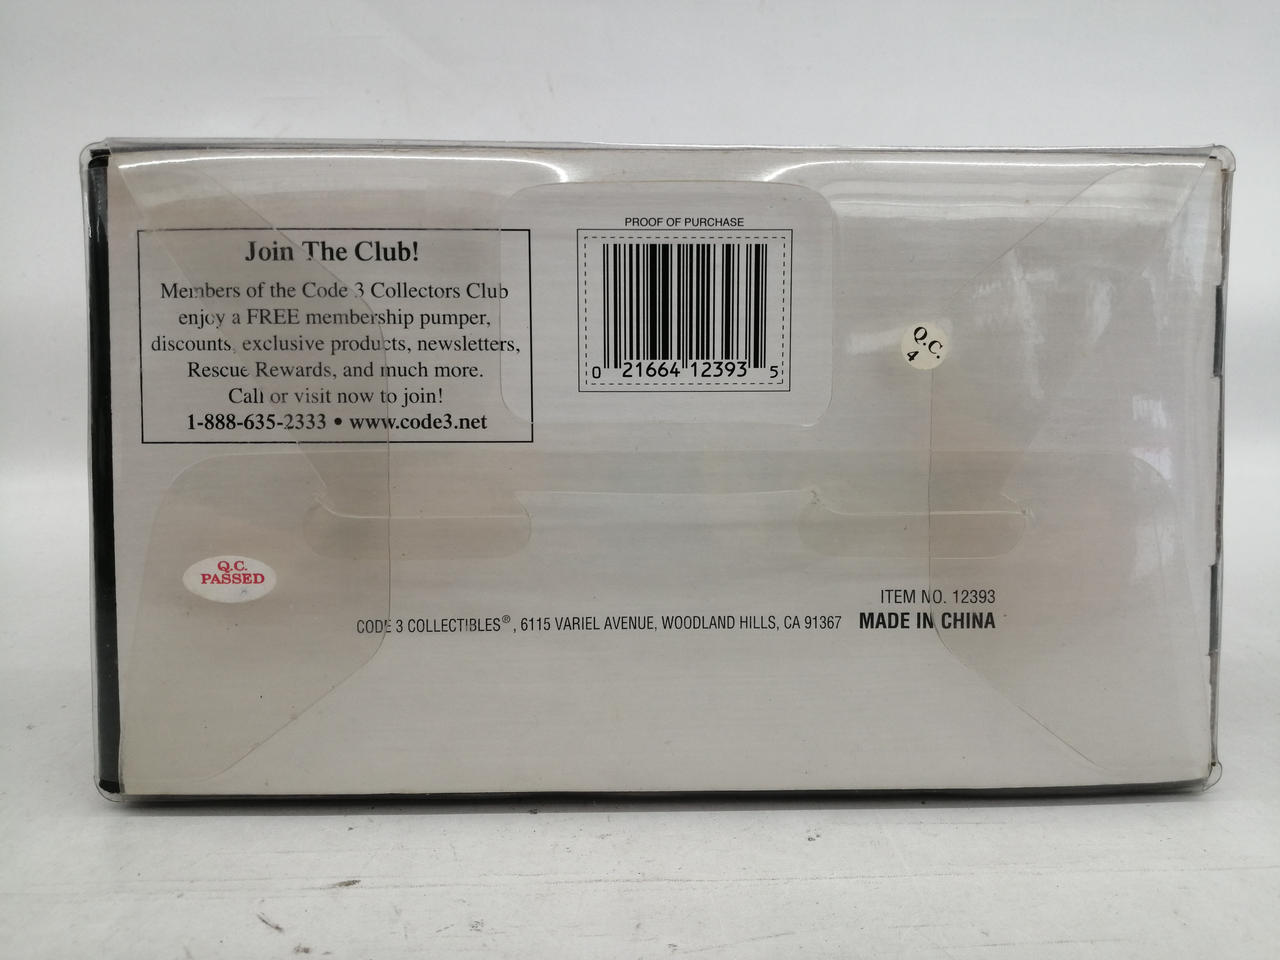 Join The Club!
Members of the Code 3 Collectors Club
enjoy a FREE membership pumper,
discounts, exclusive products, newsletters,
Rescue Rewards, and much more.
Call or visit now to join!
1-888-635-2333 • www.code3.net
PROOF OF PURCHASE
0 21664 12393 5
Q.C.
4
Q.C.
PASSED
ITEM NO. 12393
CODE 3 COLLECTIBLES®, 6115 VARIEL AVENUE, WOODLAND HILLS, CA 91367 MADE IN CHINA